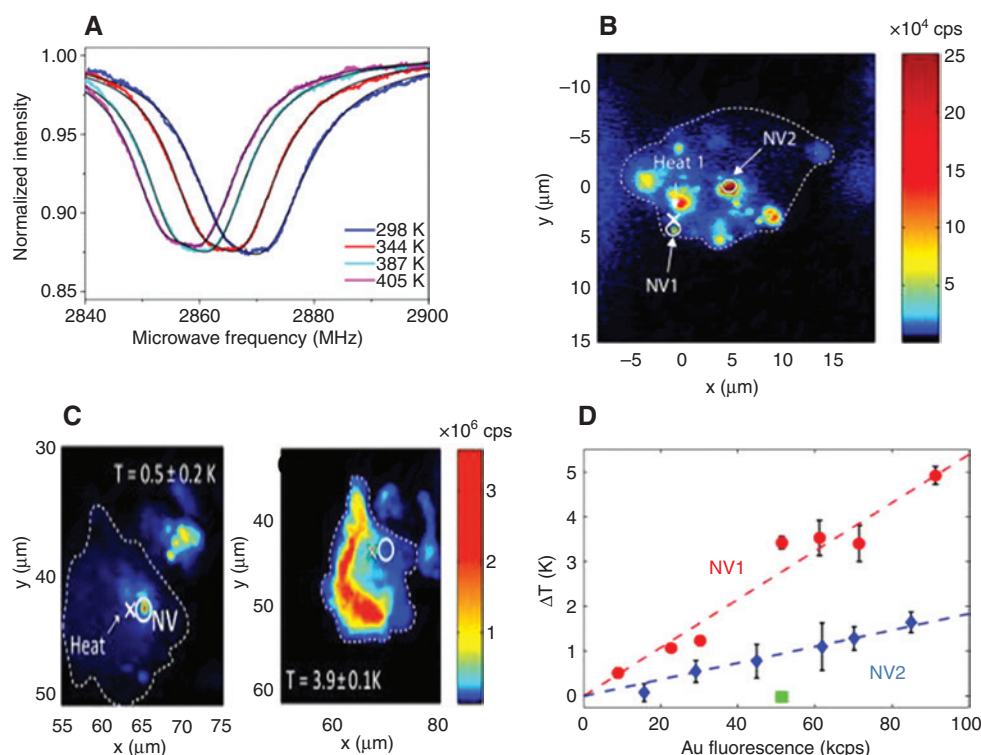 A
1.00
0.95
0.90
0.85
Normalized intensity
298 K
344 K
387 K
405 K
2840
2860
2880
2900
Microwave frequency (MHz)
B
×10⁴ cps
−10
−5
0
5
10
15
y (μm)
NV2
Heat 1
NV1
−5
0
5
10
15
x (μm)
25
20
15
10
5
C
30
40
50
y (μm)
T = 0.5 ± 0.2 K
NV
Heat
55
60
65
70
75
x (μm)
×10⁶ cps
40
50
60
y (μm)
x
T = 3.9±0.1K
60
80
x (μm)
3
2
1
D
5
4
3
2
1
0
ΔT (K)
NV1
NV2
0
20
40
60
80
100
Au fluorescence (kcps)